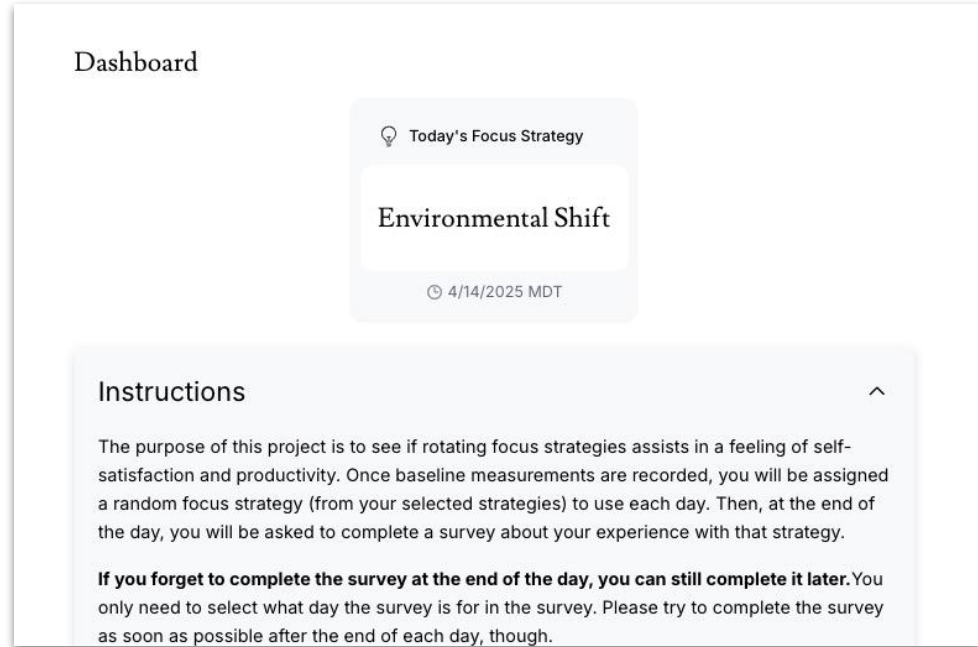 Dashboard
Today's Focus Strategy
Environmental Shift
4/14/2025 MDT
Instructions
The purpose of this project is to see if rotating focus strategies assists in a feeling of self-
satisfaction and productivity. Once baseline measurements are recorded, you will be assigned
a random focus strategy (from your selected strategies) to use each day. Then, at the end of
the day, you will be asked to complete a survey about your experience with that strategy.
If you forget to complete the survey at the end of the day, you can still complete it later.You
only need to select what day the survey is for in the survey. Please try to complete the survey
as soon as possible after the end of each day, though.